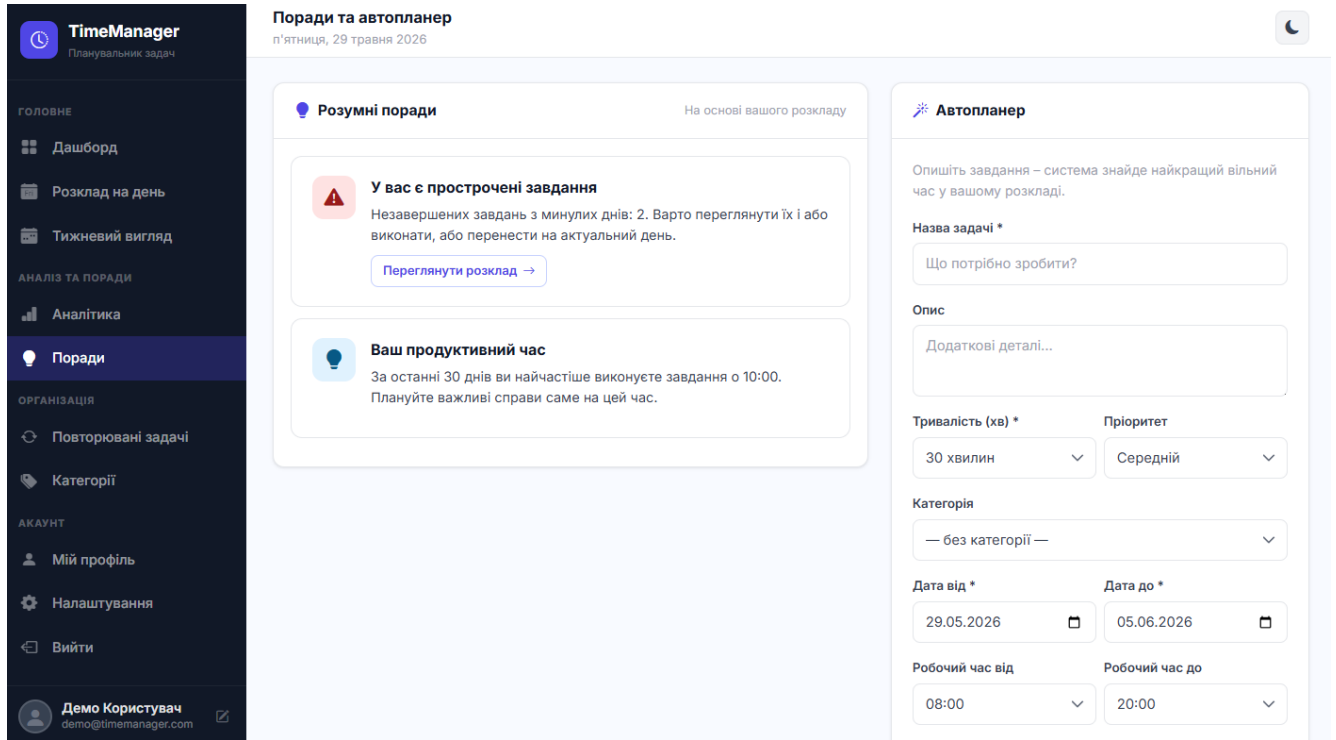 TimeManager
Планувальник задач
ГОЛОВНЕ
Дашборд
Розклад на день
Тижневий вигляд
АНАЛІЗ ТА ПОРАДИ
Аналітика
Поради
ОРГАНІЗАЦІЯ
Повторювані задачі
Категорії
АКАУНТ
Мій профіль
Налаштування
Вийти
Демо Користувач
demo@timemanager.com
Поради та автопланер
п'ятниця, 29 травня 2026
Розумні поради
На основі вашого розкладу
У вас є прострочені завдання
Незавершених завдань з минулих днів: 2. Варто переглянути їх і або
виконати, або перенести на актуальний день.
Переглянути розклад →
Ваш продуктивний час
За останні 30 днів ви найчастіше виконуєте завдання о 10:00.
Плануйте важливі справи саме на цей час.
Автопланер
Опишіть завдання – система знайде найкращий вільний
час у вашому розкладі.
Назва задачі *
Що потрібно зробити?
Опис
Додаткові деталі...
Тривалість (хв) * Пріоритет
30 хвилин Середній
Категорія
— без категорії —
Дата від * Дата до *
29.05.2026 05.06.2026
Робочий час від Робочий час до
08:00 20:00